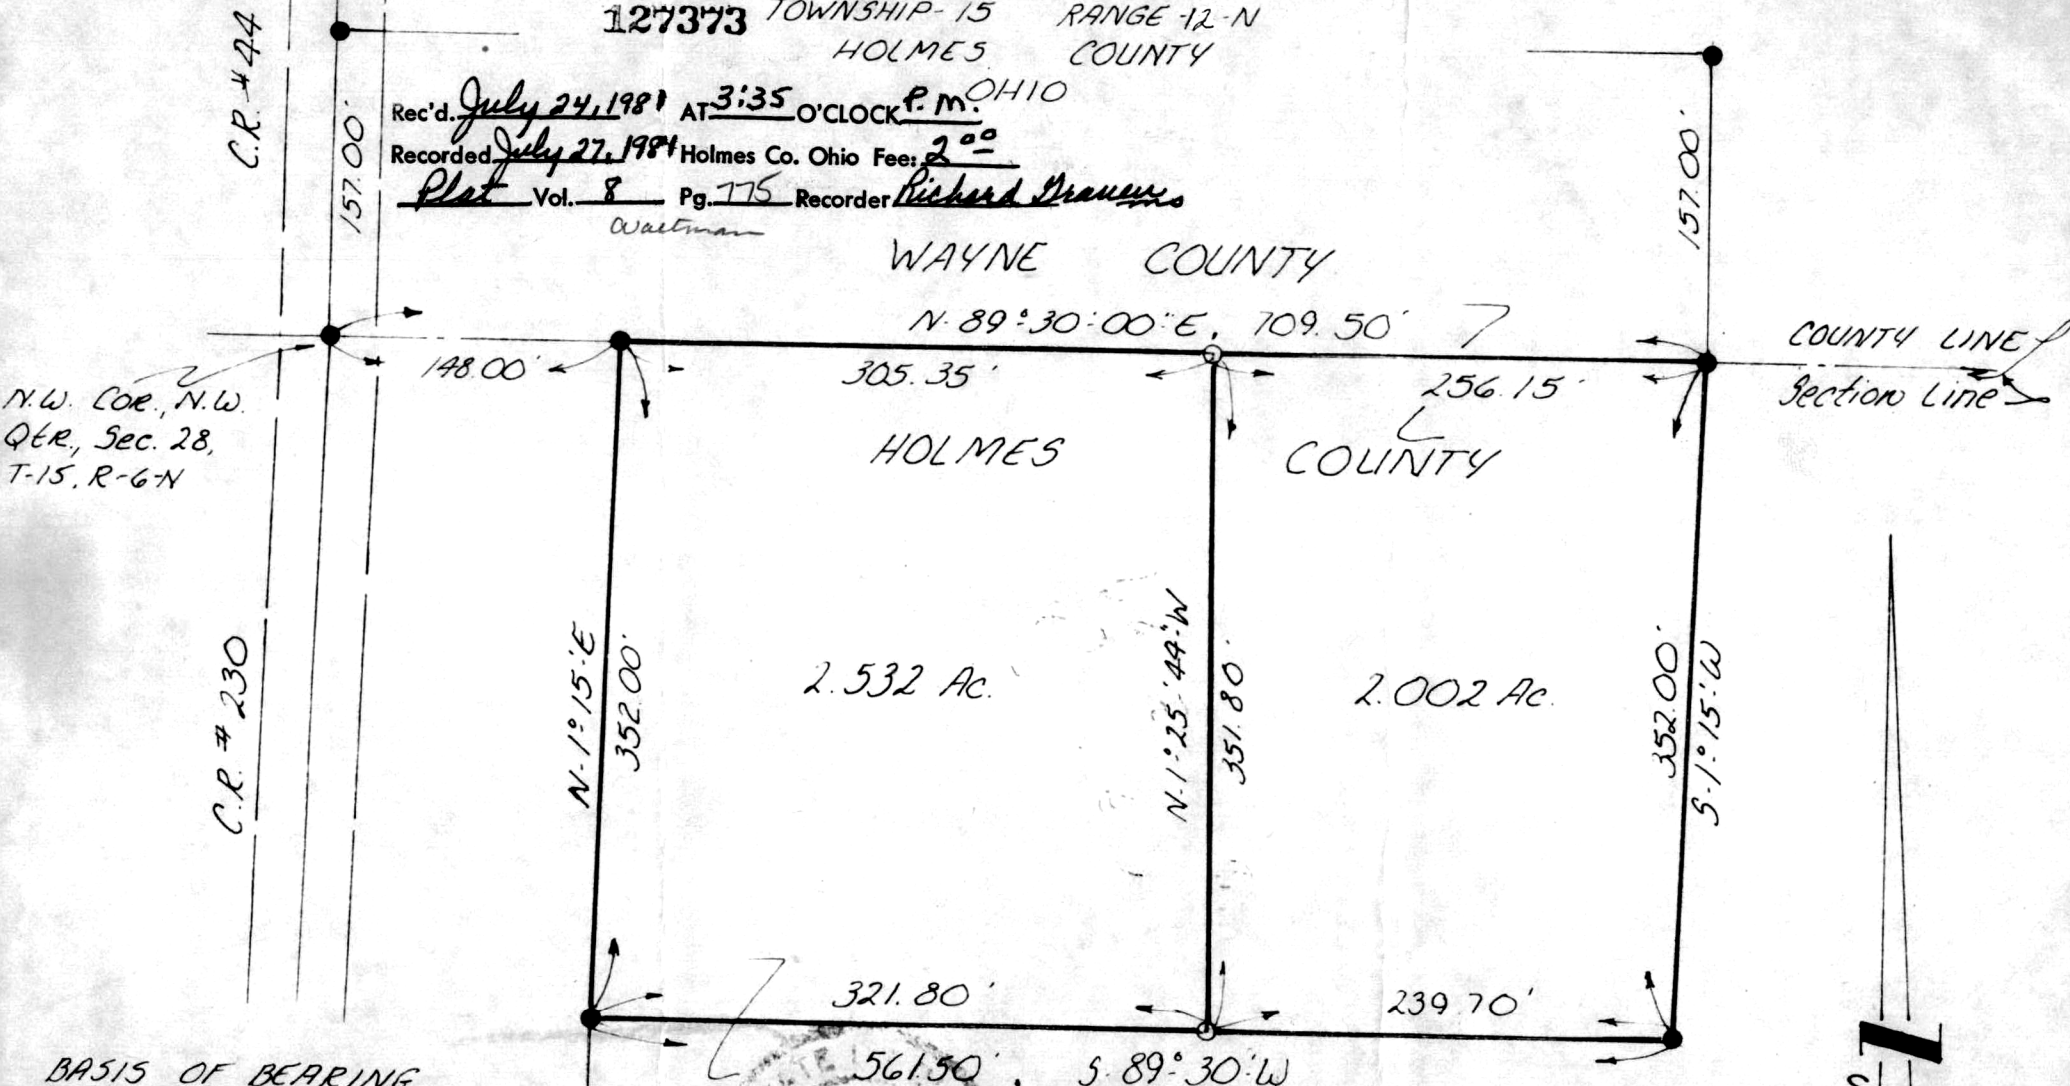 127373 TOWNSHIP-15 RANGE-12-N
HOLMES COUNTY
OHIO
Rec'd. July 24, 198 AT 3:35 O'CLOCK P.m.
Recorded July 27, 1984 Holmes Co. Ohio Fee: 2 00
Plat Vol. 8 Pg. 775 Recorder Richard
C.R. #44
157.00'
157.00'
WAYNE COUNTY
N. 89°30'00"E, 709.50'
COUNTY LINE
Section Line
148.00'
305.35'
256.15'
N.W. COR., N.W.
QtR., Sec. 28,
T-15, R-6-N
HOLMES COUNTY
C.R. # 230
N-1°15'-E
352.00'
2.532 Ac.
N-1°25'44"-W
351.80'
2.002 Ac.
352.00'
S-1°15'-W
321.80'
239.70'
561.50', S. 89°30'W
BASIS OF BEARING
N